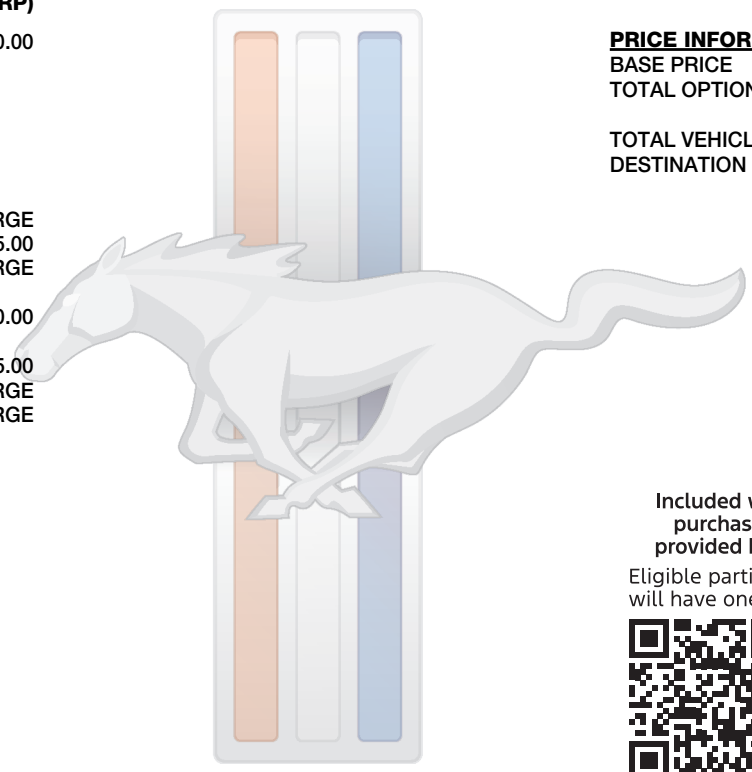 RP)
0.00
RGE
5.00
RGE
0.00
5.00
RGE
RGE
PRICE INFOR
BASE PRICE
TOTAL OPTION
TOTAL VEHICL
DESTINATION
Included
purchas
provided
Eligible parti
will have one